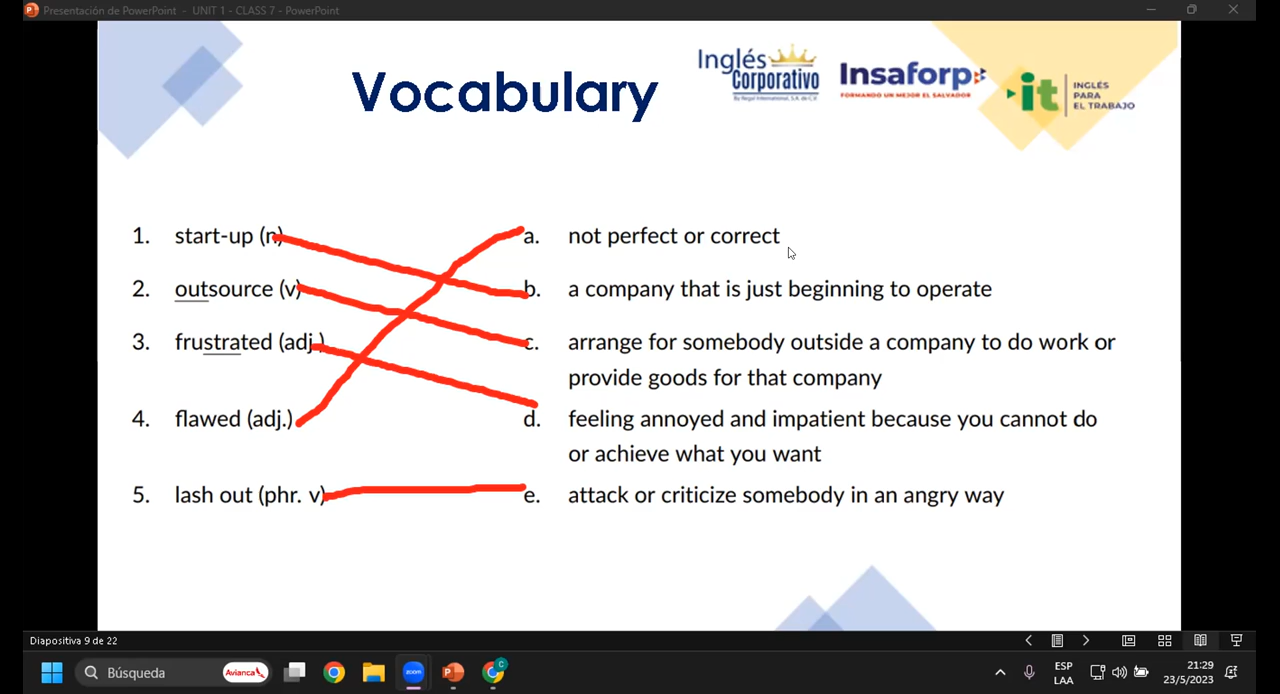 Presentación de PowerPoint - UNIT 1 - CLASS 7 - PowerPoint
Vocabulary
Inglés
Corporativo
By Regal International, S.A. de C.V.
Insaforp
FORMANDO UN MEJOR EL SALVADOR
it
INGLÉS
PARA
EL TRABAJO
1. start-up (n) a. not perfect or correct
2. outsource (v) b. a company that is just beginning to operate
3. frustrated (adj.) c. arrange for somebody outside a company to do work or
provide goods for that company
4. flawed (adj.) d. feeling annoyed and impatient because you cannot do
or achieve what you want
5. lash out (phr. v) e. attack or criticize somebody in an angry way
Diapositiva 9 de 22
Búsqueda
Avianca
zoom
C
ESP
LAA
21:29
23/5/2023